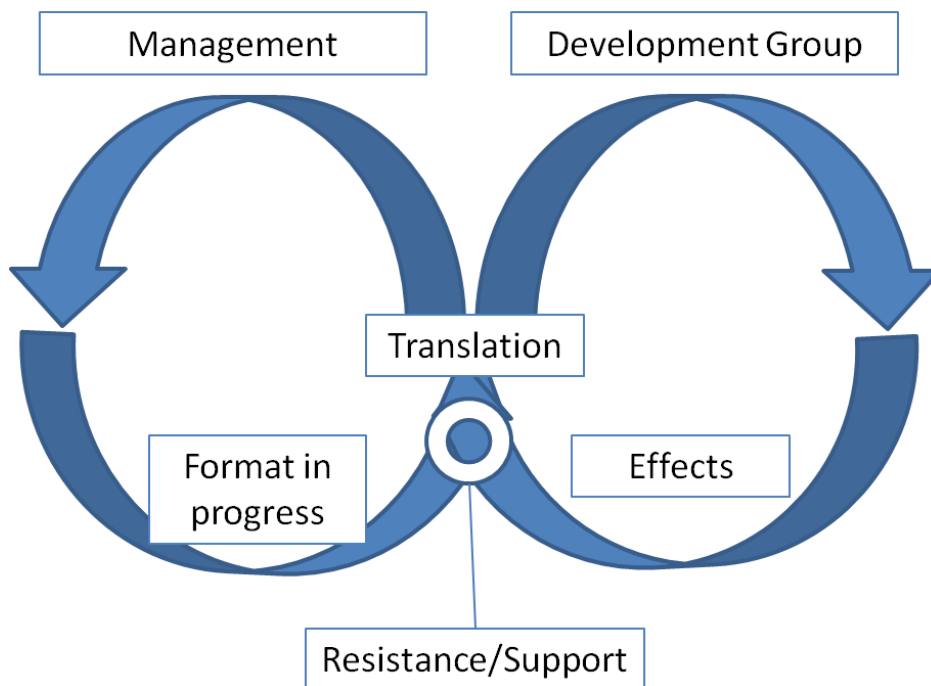 Management
Development Group
Translation
Format in
progress
Effects
Resistance/Support